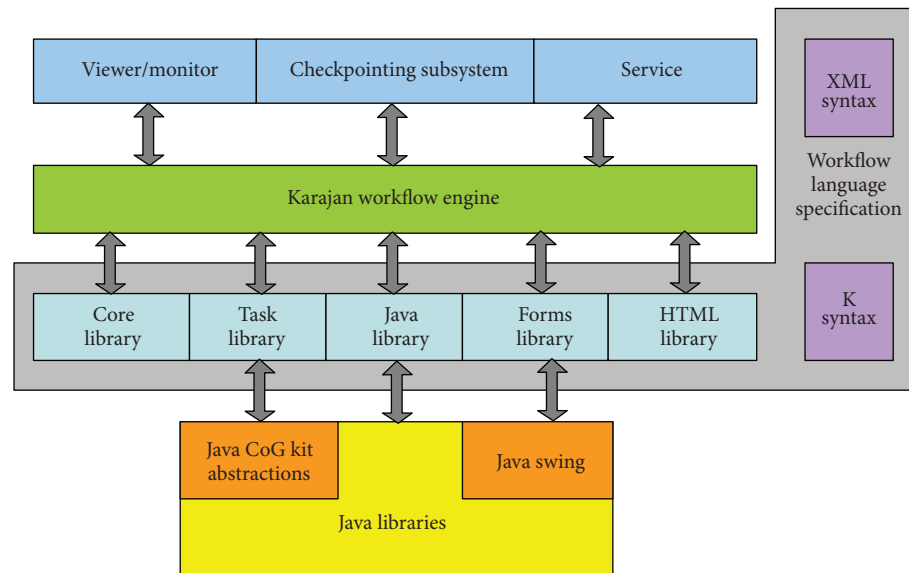 Viewer/monitor
Checkpointing subsystem
Service
XML
syntax
Workflow
language
specification
Karajan workflow engine
Core
library
Task
library
Java
library
Forms
library
HTML
library
K
syntax
Java CoG kit
abstractions
Java swing
Java libraries